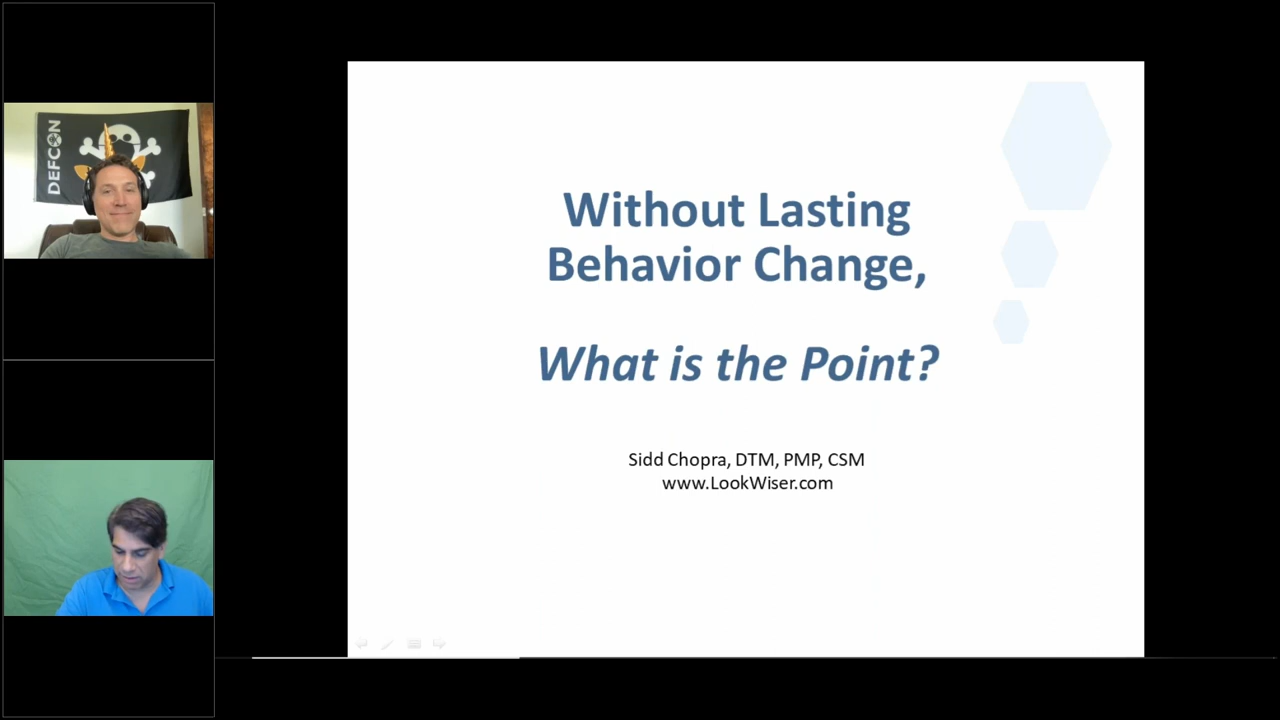 DEFCON
Without Lasting
Behavior Change,
What is the Point?
Sidd Chopra, DTM, PMP, CSM
www.LookWiser.com